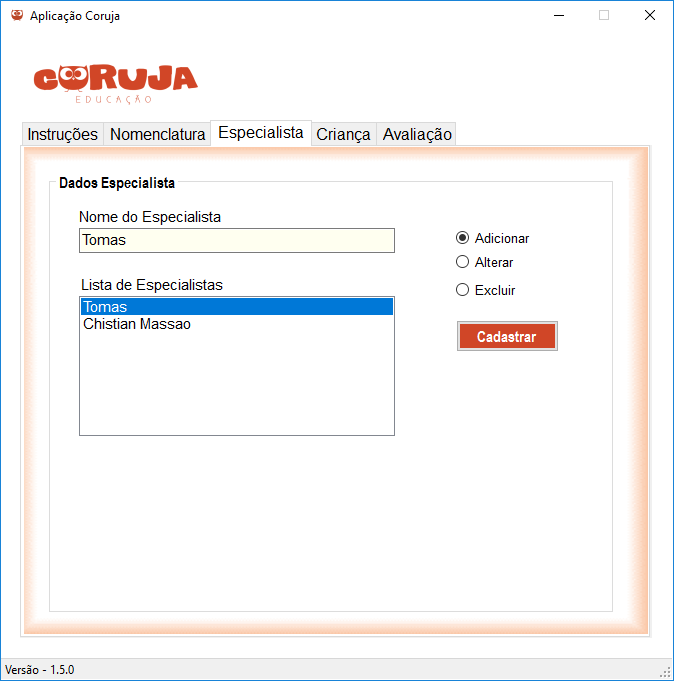 Aplicação Coruja
CORUJA
EDUCAÇÃO
Instruções Nomenclatura Especialista Criança Avaliação
Dados Especialista
Nome do Especialista
Tomas
Adicionar
Alterar
Lista de Especialistas
Excluir
Tomas
Chistian Massao
Cadastrar
Versão - 1.5.0